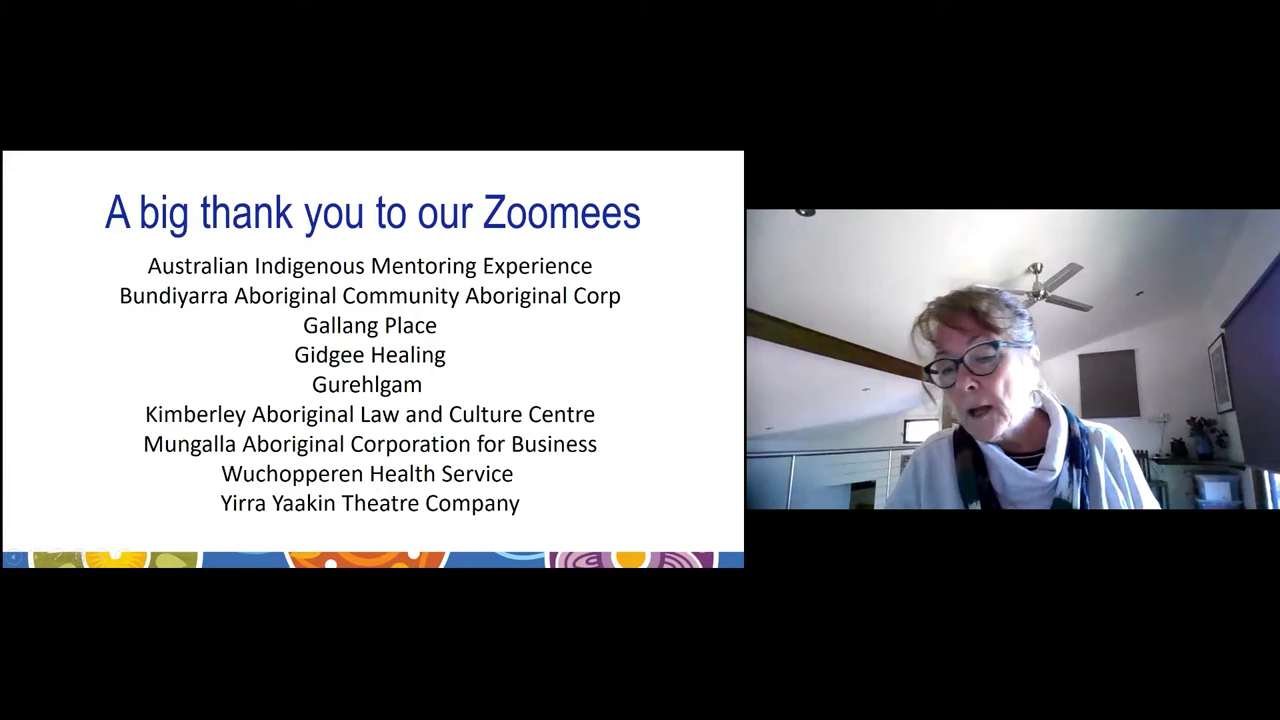 A big thank you to our Zoomees
Australian Indigenous Mentoring Experience
Bundiyarra Aboriginal Community Aboriginal Corp
Gallang Place
Gidgee Healing
Gurehlgam
Kimberley Aboriginal Law and Culture Centre
Mungalla Aboriginal Corporation for Business
Wuchopperen Health Service
Yirra Yaakin Theatre Company